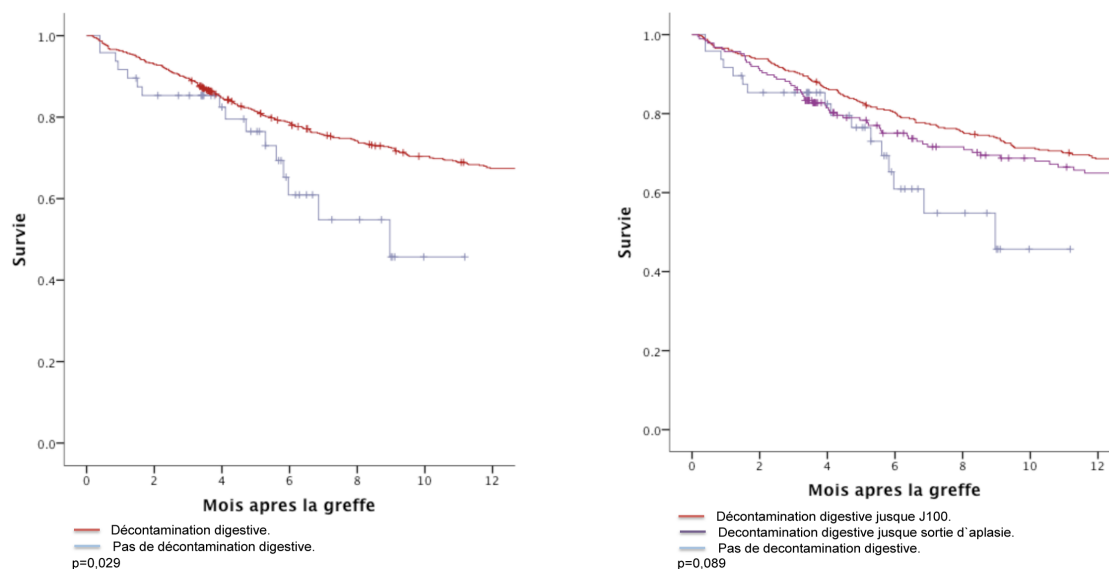 1.0
0.8
0.6
0.4
0.2
0.0
Survie
0 2 4 6 8 10 12
Mois apres la greffe
Décontamination digestive.
Pas de décontamination digestive.
p=0,029
1.0
0.8
0.6
0.4
0.2
0.0
Survie
0 2 4 6 8 10 12
Mois apres la greffe
Décontamination digestive jusque J100.
Decontamination digestive jusque sortie d`aplasie.
Pas de decontamination digestive.
p=0,089